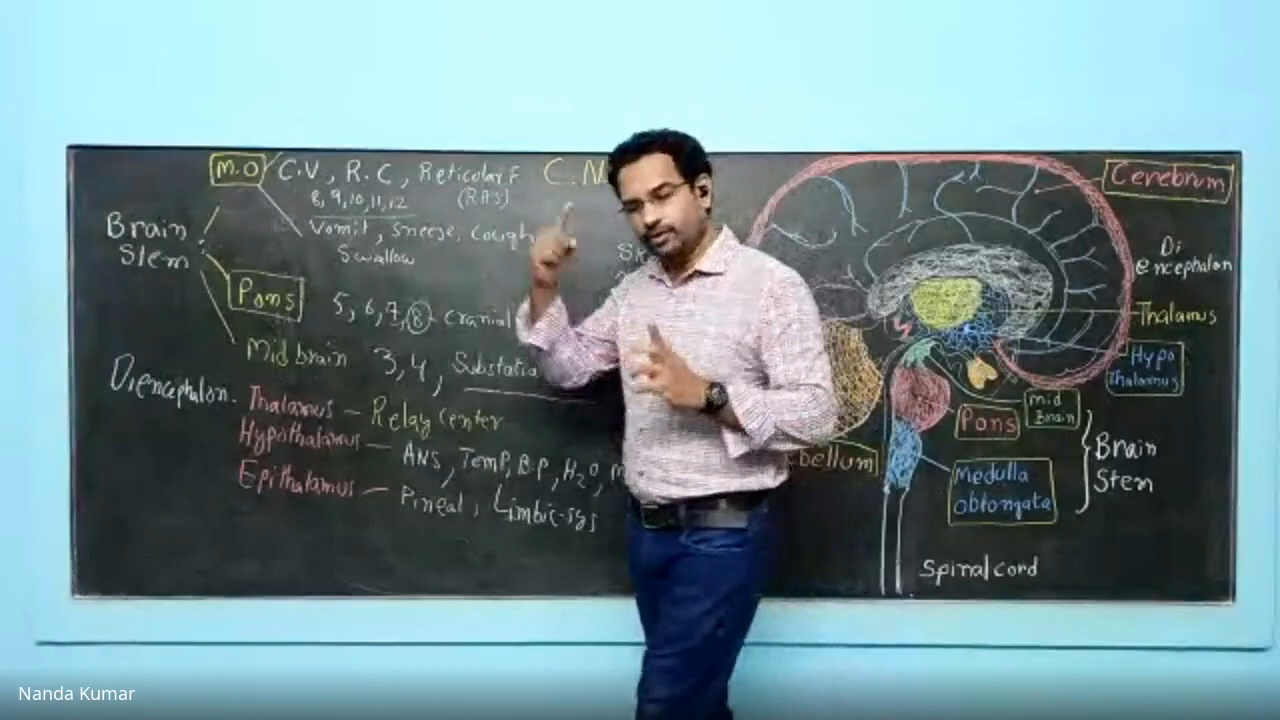 M.O C.V, R.C, Reticular F
8, 9, 10, 11, 12 (RAS)
Vomit, sneeze, cough
Swallow
Brain
Stem
Pons
5, 6, 7, 8 - cranial
Mid brain 3, 4, Substatia
Diencephalon.
Thalamus - Relay center
Hypothalamus - ANS, Temp, B.P, H2O,
Epithalamus - Pineal, Limbic-sys
C.N
Cerebrum
Di
encephalon
Thalamus
Hypo
Thalamus
mid
Brain
Pons
Brain
Stem
bellum
Medulla
obtongata
Spinal cord
Nanda Kumar